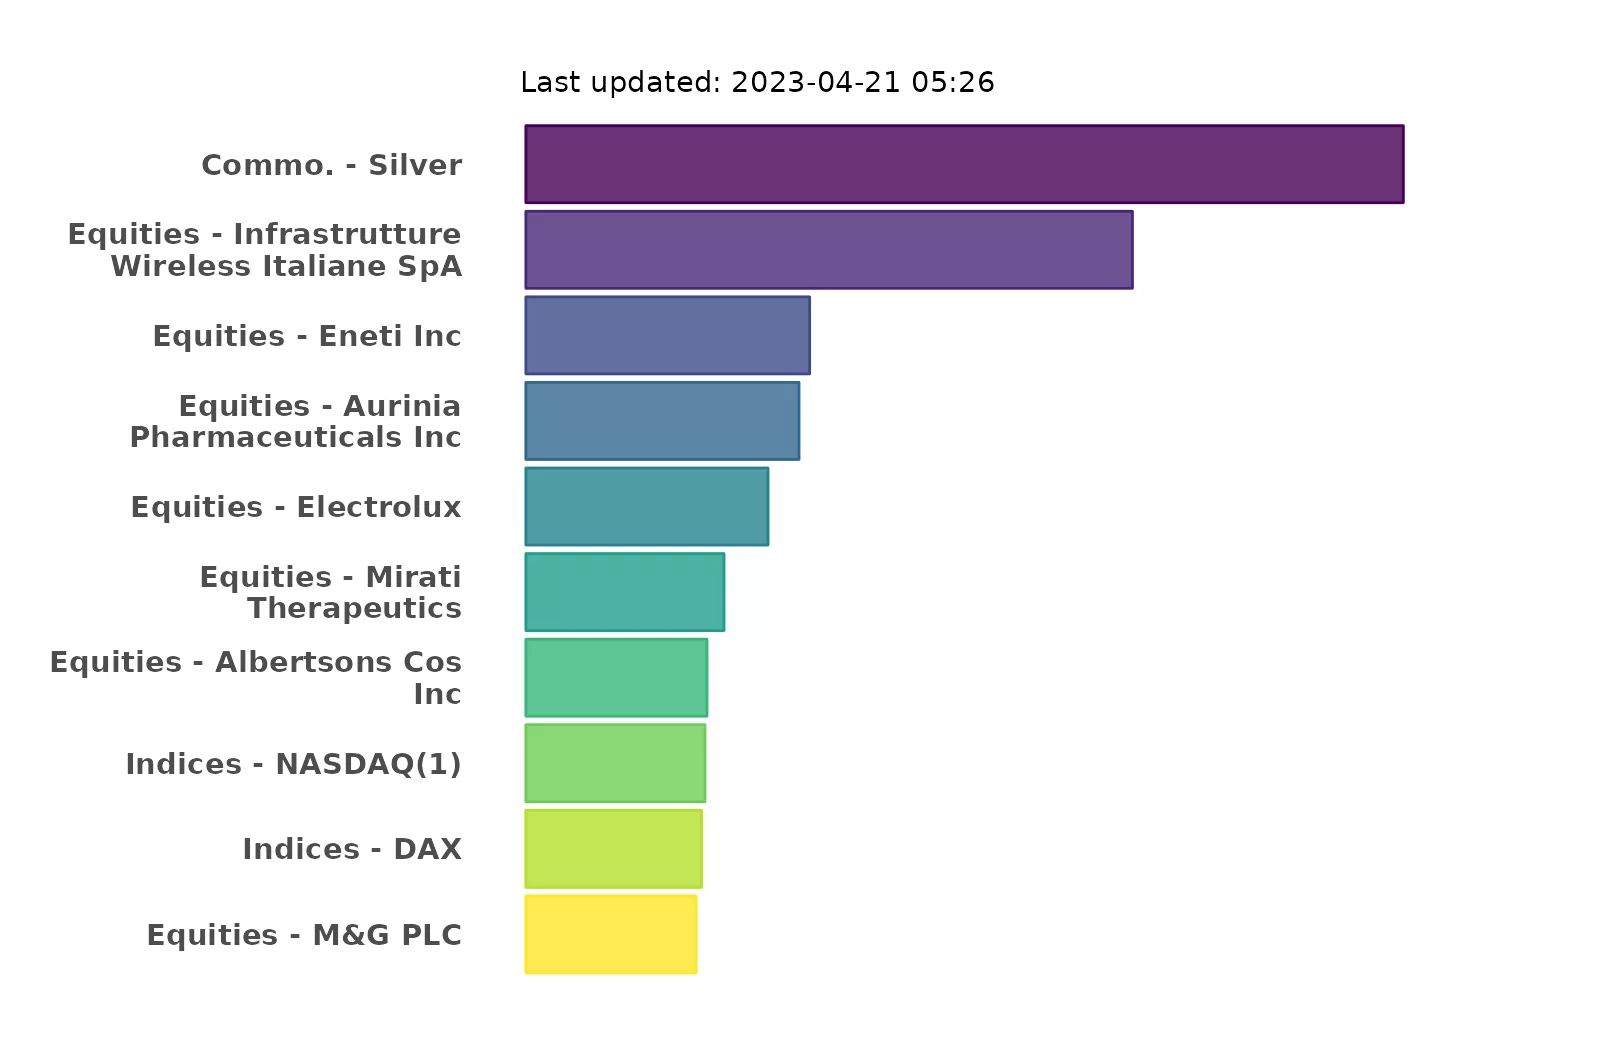 Last updated: 2023-04-21 05:26
Commo. - Silver
Equities - Infrastrutture
Wireless Italiane SpA
Equities - Eneti Inc
Equities - Aurinia
Pharmaceuticals Inc
Equities - Electrolux
Equities - Mirati
Therapeutics
Equities - Albertsons Cos
Inc
Indices - NASDAQ(1)
Indices - DAX
Equities - M&G PLC